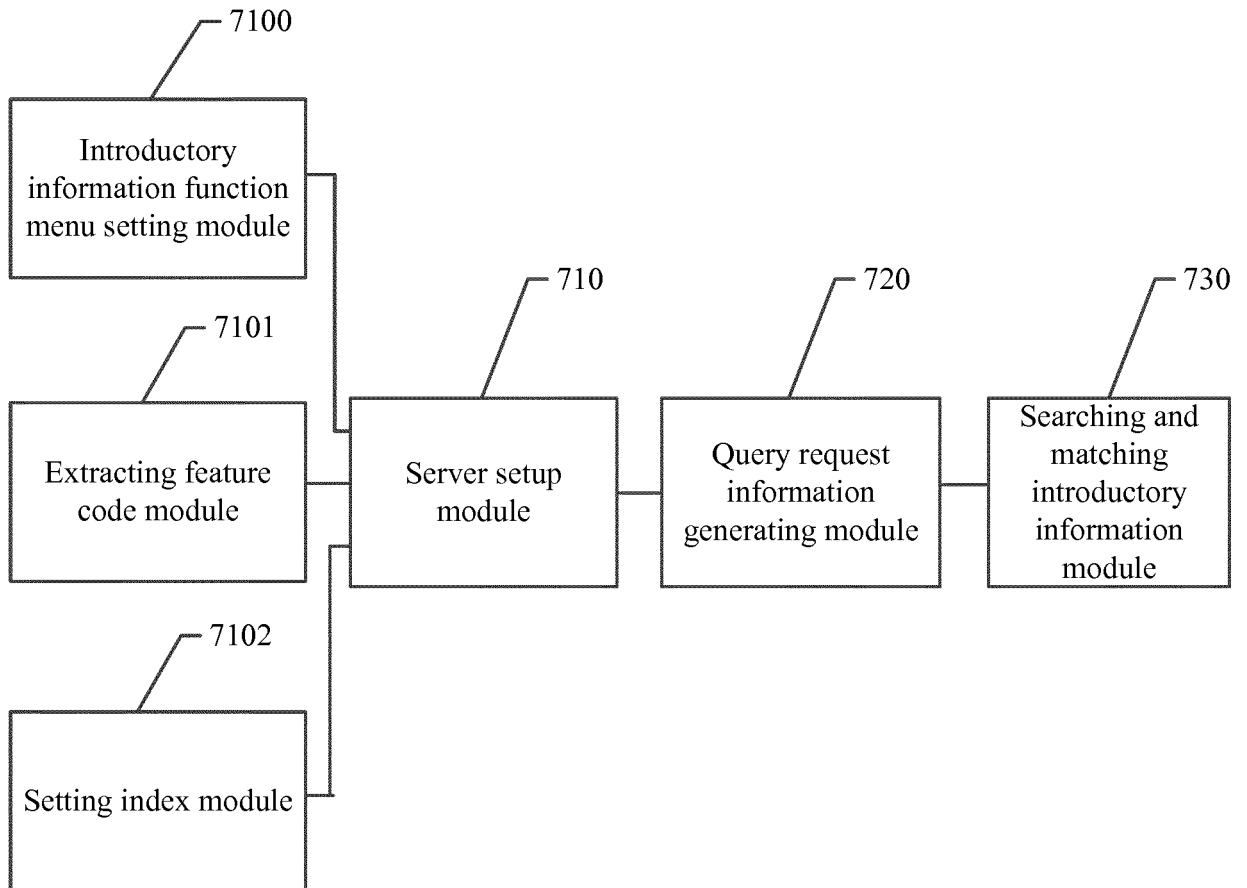 7100
Introductory
information function
menu setting module
7101
Extracting feature
code module
7102
Setting index module
710
Server setup
module
720
Query request
information
generating module
730
Searching and
matching
introductory
information
module